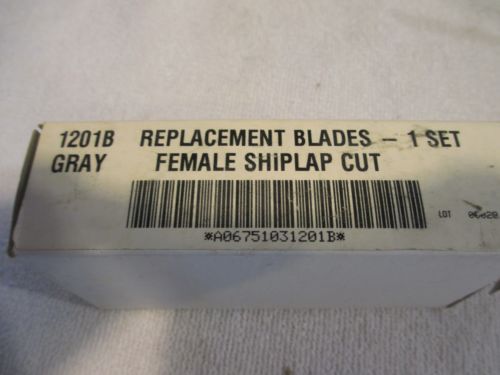 1201B REPLACEMENT BLADES – 1 SET
GRAY FEMALE SHiPLAP CUT
LOT
*A06751031201B*